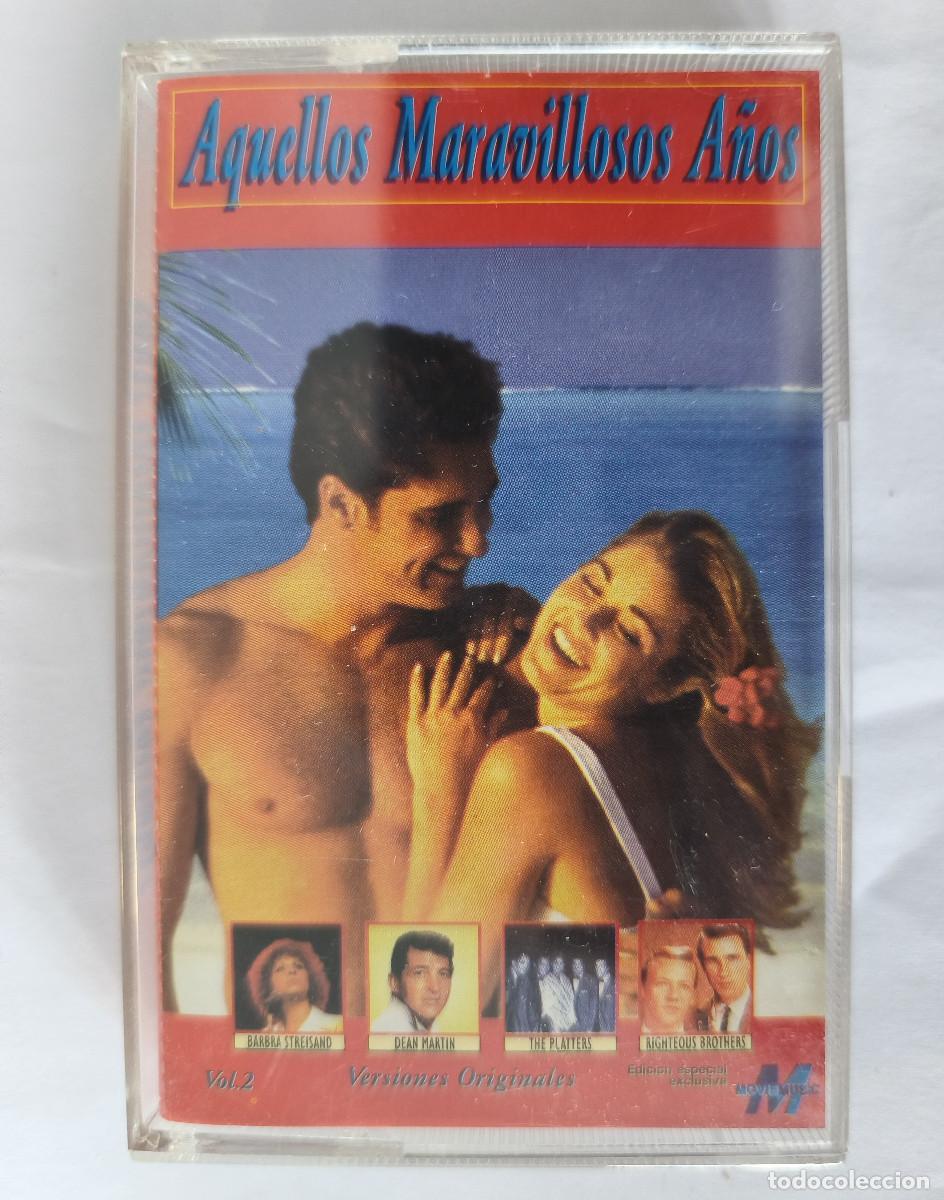 Aquellos Maravillosos Años
BARBRA STREISAND
DEAN MARTIN
THE PLATTERS
RIGHTEOUS BROTHERS
Vol.2
Versiones Originales
Edición especial
exclusiva
MOVIEMUSIC
todocoleccion